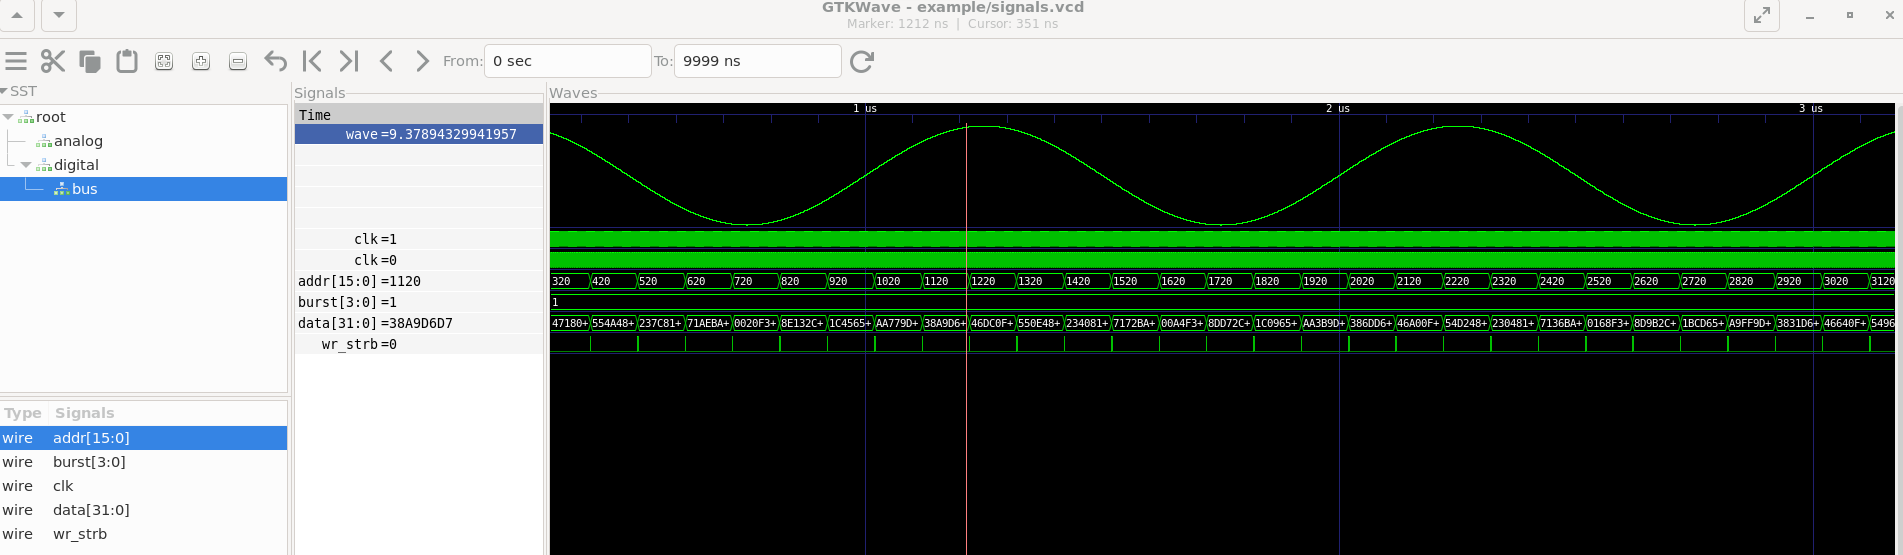 GTKWave - example/signals.vcd
Marker: 1212 ns | Cursor: 351 ns
From: 0 sec To: 9999 ns
SST
root
analog
digital
bus
Type Signals
wire addr[15:0]
wire burst[3:0]
wire clk
wire data[31:0]
wire wr_strb
Signals
Time
wave=9.37894329941957
clk=1
clk=0
addr[15:0]=1120
burst[3:0]=1
data[31:0]=38A9D6D7
wr_strb=0
Waves
1 us 2 us 3 us
320 420 520 620 720 820 920 1020 1120 1220 1320 1420 1520 1620 1720 1820 1920 2020 2120 2220 2320 2420 2520 2620 2720 2820 2920 3020 3120
1
47180+ 554A48+ 237C81+ 71AEBA+ 0020F3+ 8E132C+ 1C4565+ AA779D+ 38A9D6+ 46DC0F+ 550E48+ 234081+ 7172BA+ 00A4F3+ 8DD72C+ 1C0965+ AA3B9D+ 386DD6+ 46A00F+ 54D248+ 230481+ 7136BA+ 0168F3+ 8D9B2C+ 1BCD65+ A9FF9D+ 3831D6+ 46640F+ 5496